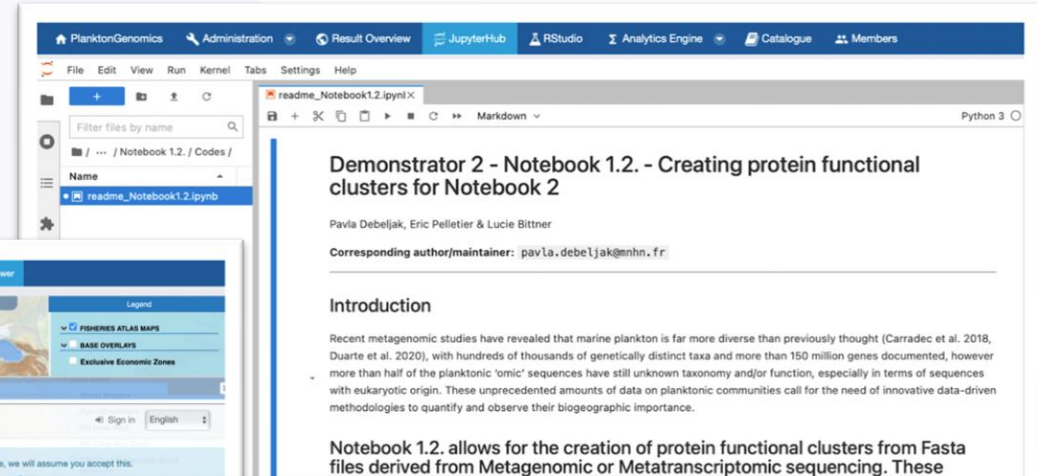 PlanktonGenomics Administration Result Overview JupyterHub RStudio Analytics Engine Catalogue Members
File Edit View Run Kernel Tabs Settings Help
readme_Notebook1.2.ipynl
Markdown
Python 3
Filter files by name
/ ··· / Notebook 1.2. / Codes /
Name
readme_Notebook1.2.ipynb
Demonstrator 2 - Notebook 1.2. - Creating protein functional
clusters for Notebook 2
Pavla Debeljak, Eric Pelletier & Lucie Bittner
Corresponding author/maintainer: pavla.debeljak@mnhn.fr
Introduction
Recent metagenomic studies have revealed that marine plankton is far more diverse than previously thought (Carradec et al. 2018,
Duarte et al. 2020), with hundreds of thousands of genetically distinct taxa and more than 150 million genes documented, however
more than half of the planktonic 'omic' sequences have still unknown taxonomy and/or function, especially in terms of sequences
with eukaryotic origin. These unprecedented amounts of data on planktonic communities call for the need of innovative data-driven
methodologies to quantify and observe their biogeographic importance.
Notebook 1.2. allows for the creation of protein functional clusters from Fasta
files derived from Metagenomic or Metatranscriptomic sequencing. These
wer
Legend
FISHERIES ATLAS MAPS
BASE OVERLAYS
Exclusive Economic Zones
Sign in English
e, we will assume you accept this.